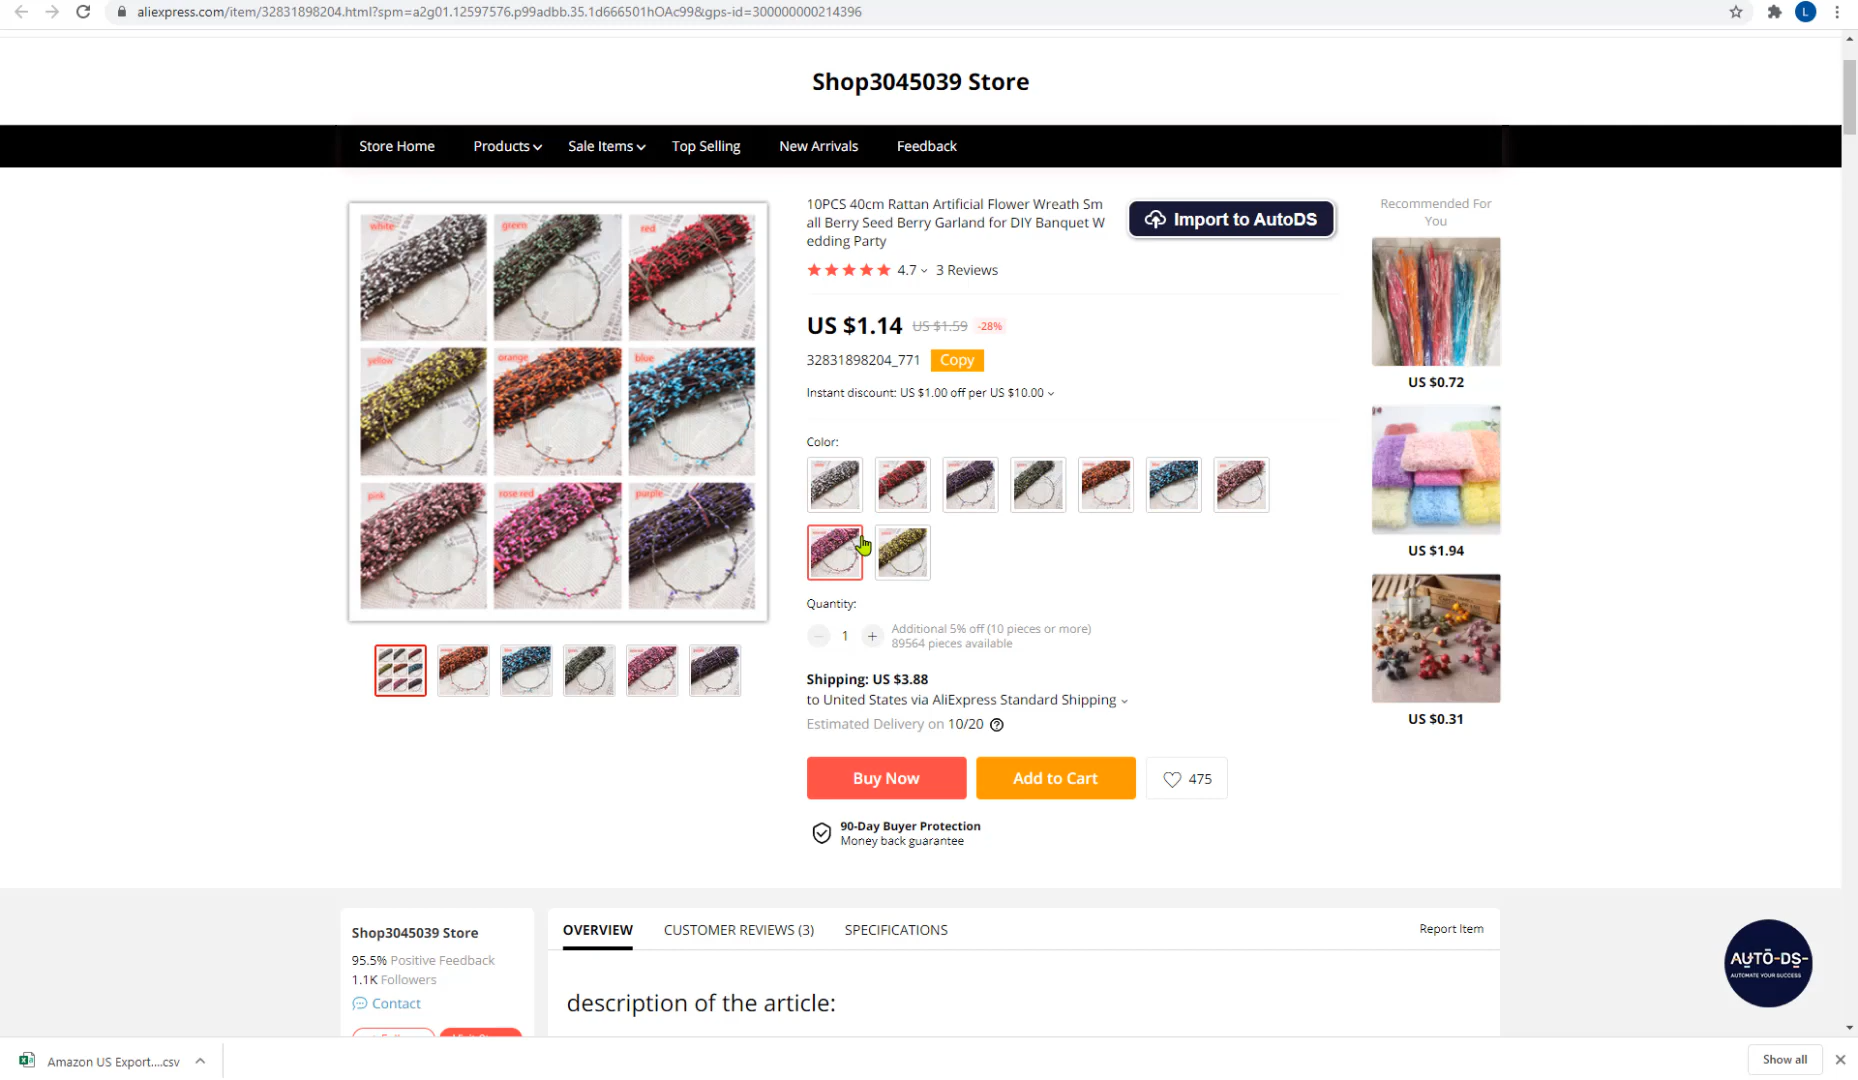 aliexpress.com/item/32831898204.html?spm=a2g01.12597576.p99adbb.35.1d666501hOAc99&gps-id=300000000214396
L
Shop3045039 Store
Store Home
Products
Sale Items
Top Selling
New Arrivals
Feedback
white
green
red
yellow
orange
blue
pink
rose red
purple
10PCS 40cm Rattan Artificial Flower Wreath Sm
all Berry Seed Berry Garland for DIY Banquet W
edding Party
Import to AutoDS
4.7
3 Reviews
US $1.14 US $1.59 -28%
32831898204_771
Copy
Instant discount: US $1.00 off per US $10.00
Color:
Quantity:
1
Additional 5% off (10 pieces or more)
89564 pieces available
Shipping: US $3.88
to United States via AliExpress Standard Shipping
Estimated Delivery on 10/20
Buy Now
Add to Cart
475
90-Day Buyer Protection
Money back guarantee
Recommended For
You
US $0.72
US $1.94
US $0.31
Shop3045039 Store
95.5% Positive Feedback
1.1K Followers
Contact
OVERVIEW
CUSTOMER REVIEWS (3)
SPECIFICATIONS
Report Item
description of the article:
AUTO-DS-
AUTOMATE YOUR SUCCESS
Amazon US Export....csv
Show all